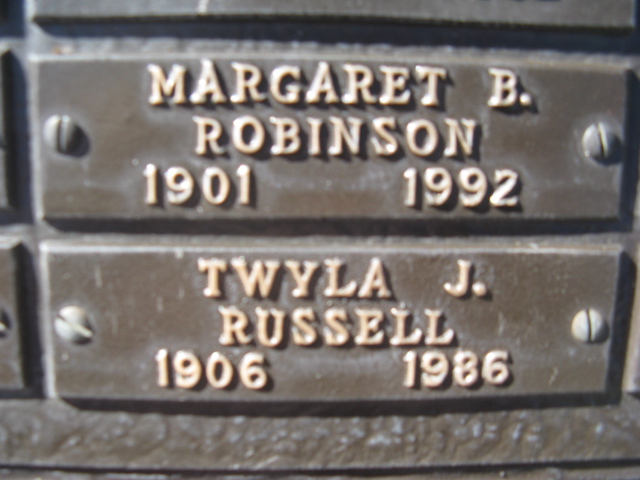 MARGARET B.
ROBINSON
1901 1992
TWYLA J.
RUSSELL
1906 1986